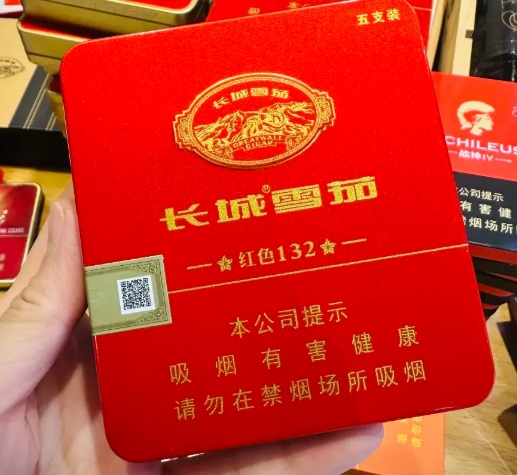 五支装
长城雪茄
GREATWALL
CIGAR
长城®雪茄
红色132
本公司提示
吸烟有害健康
请勿在禁烟场所吸烟
CHILEUS
战神IV
公司提示
有害健
烟场所